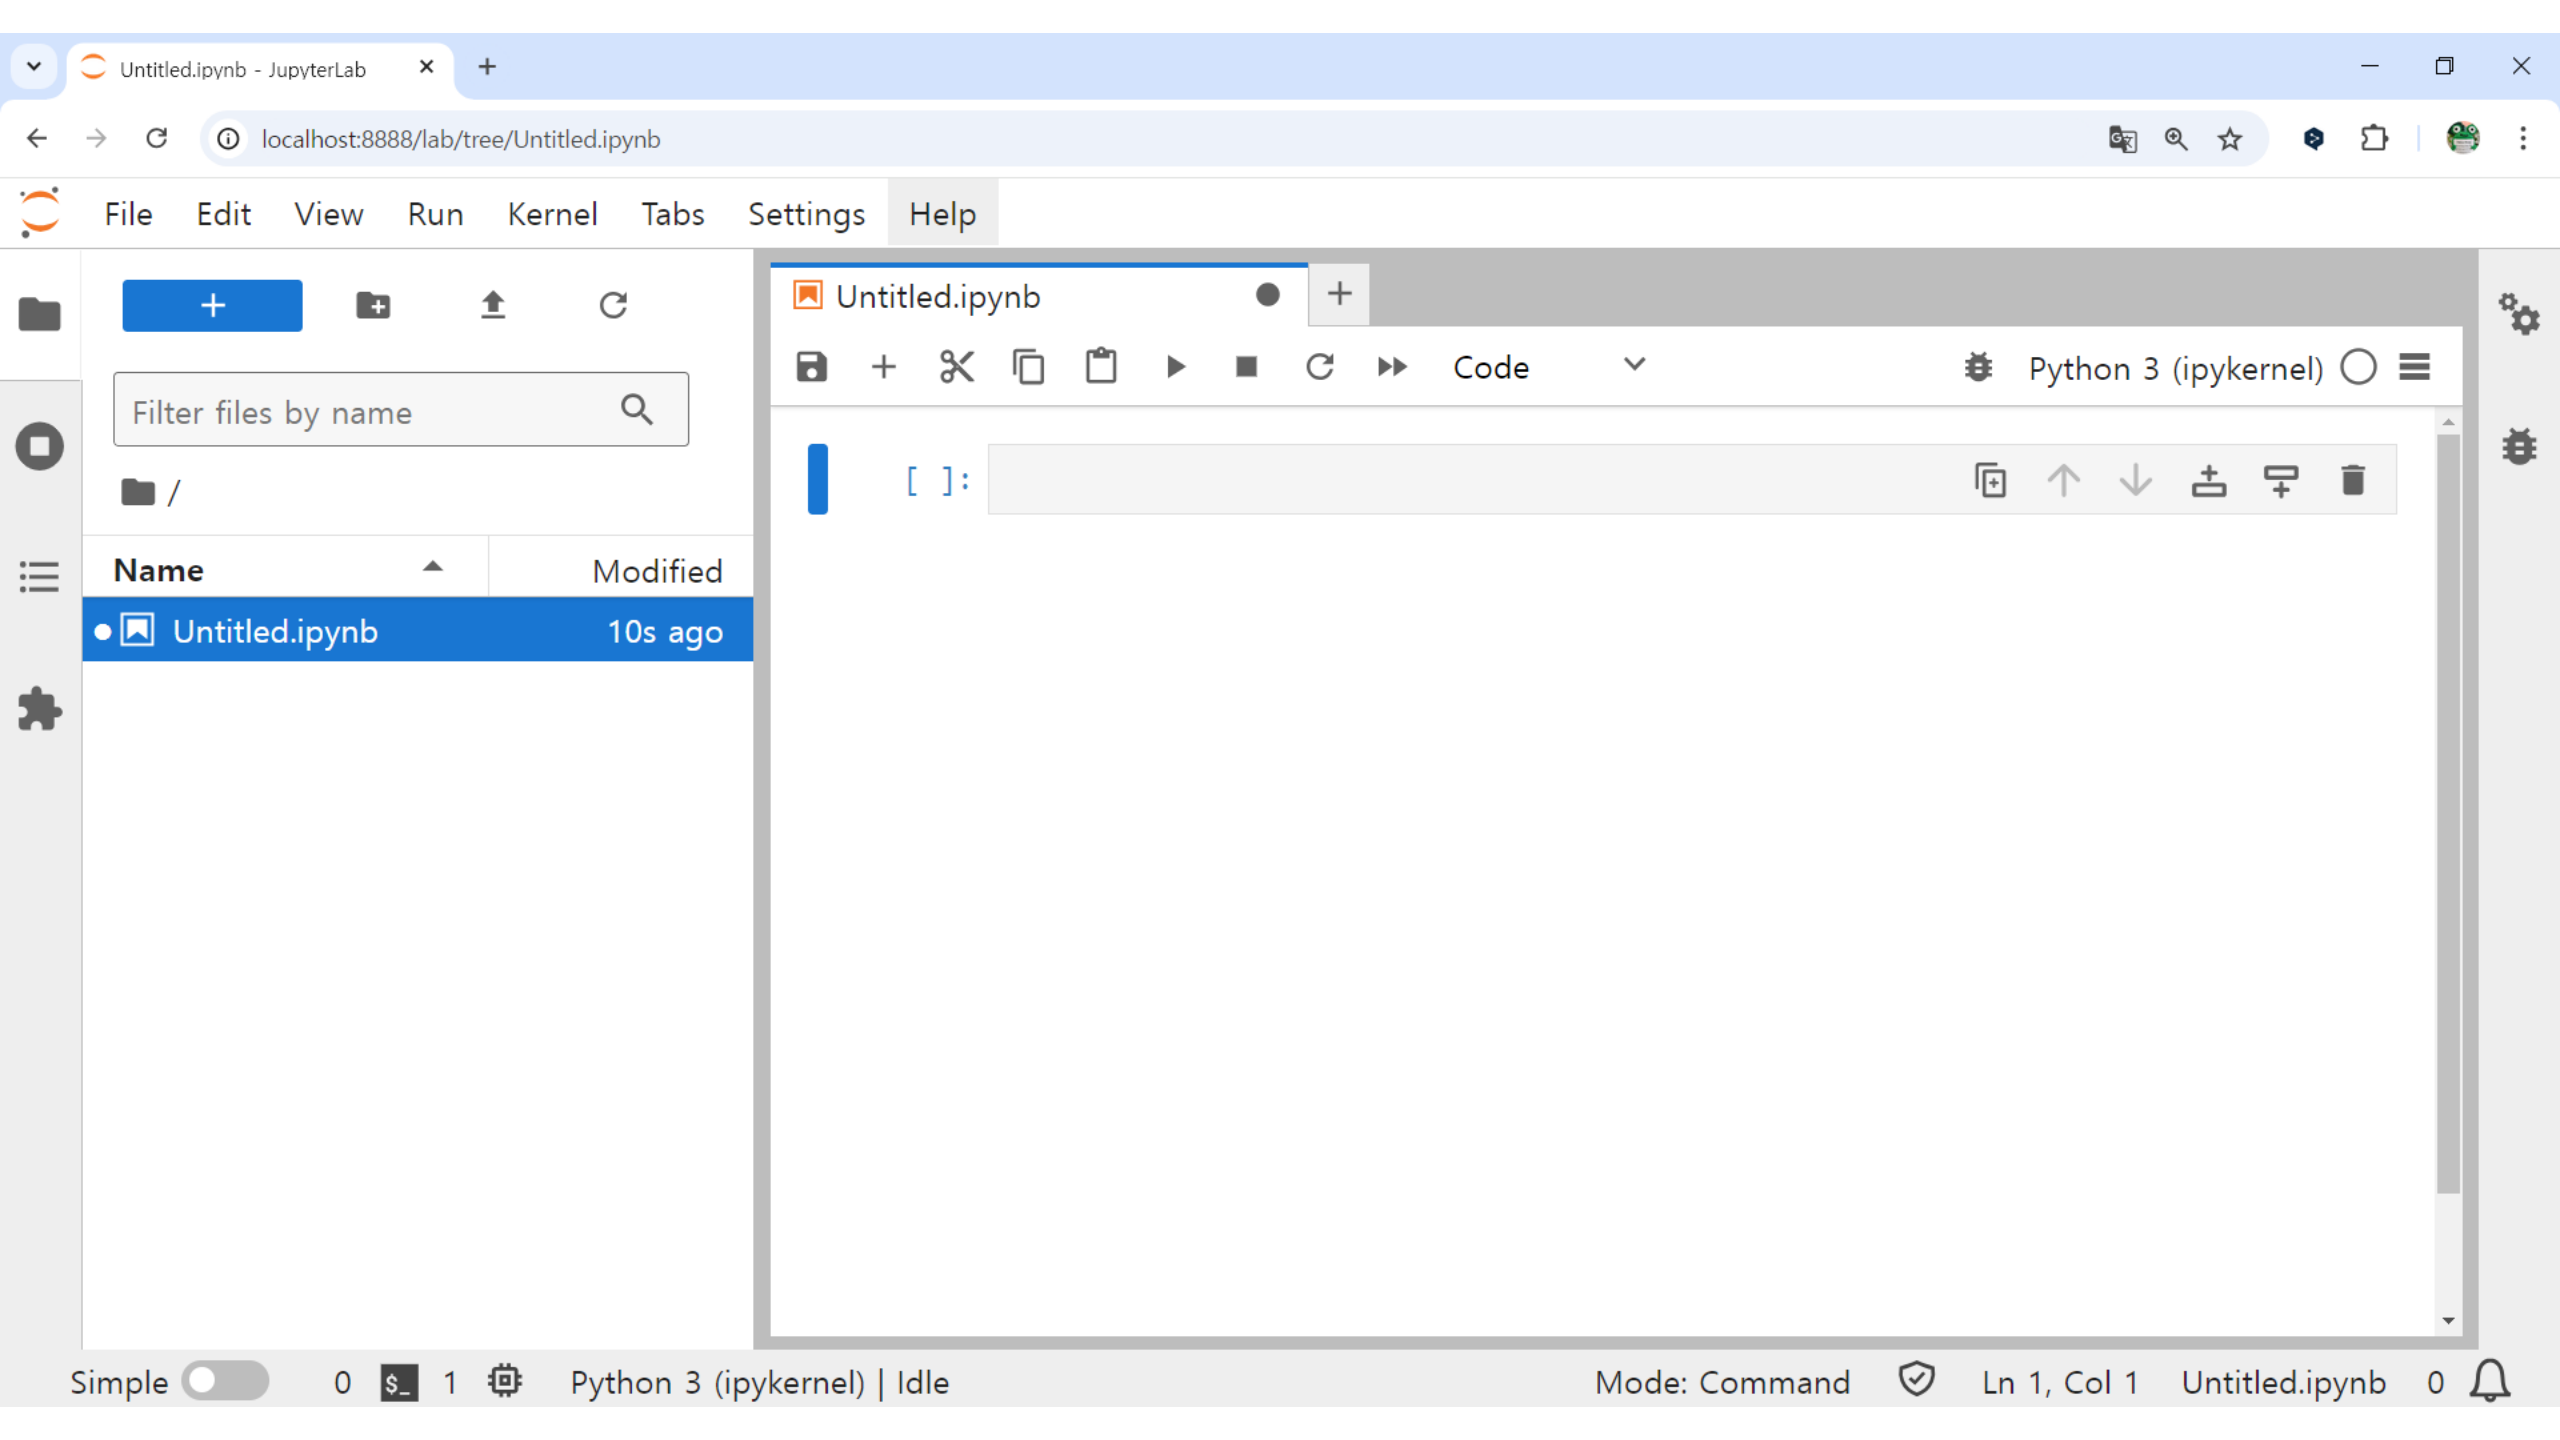 Untitled.ipynb - JupyterLab
localhost:8888/lab/tree/Untitled.ipynb
File Edit View Run Kernel Tabs Settings Help
Untitled.ipynb
Code
Python 3 (ipykernel)
Filter files by name
/
[ ]:
Name Modified
Untitled.ipynb 10s ago
Simple 0 $_ 1 Python 3 (ipykernel) | Idle Mode: Command Ln 1, Col 1 Untitled.ipynb 0